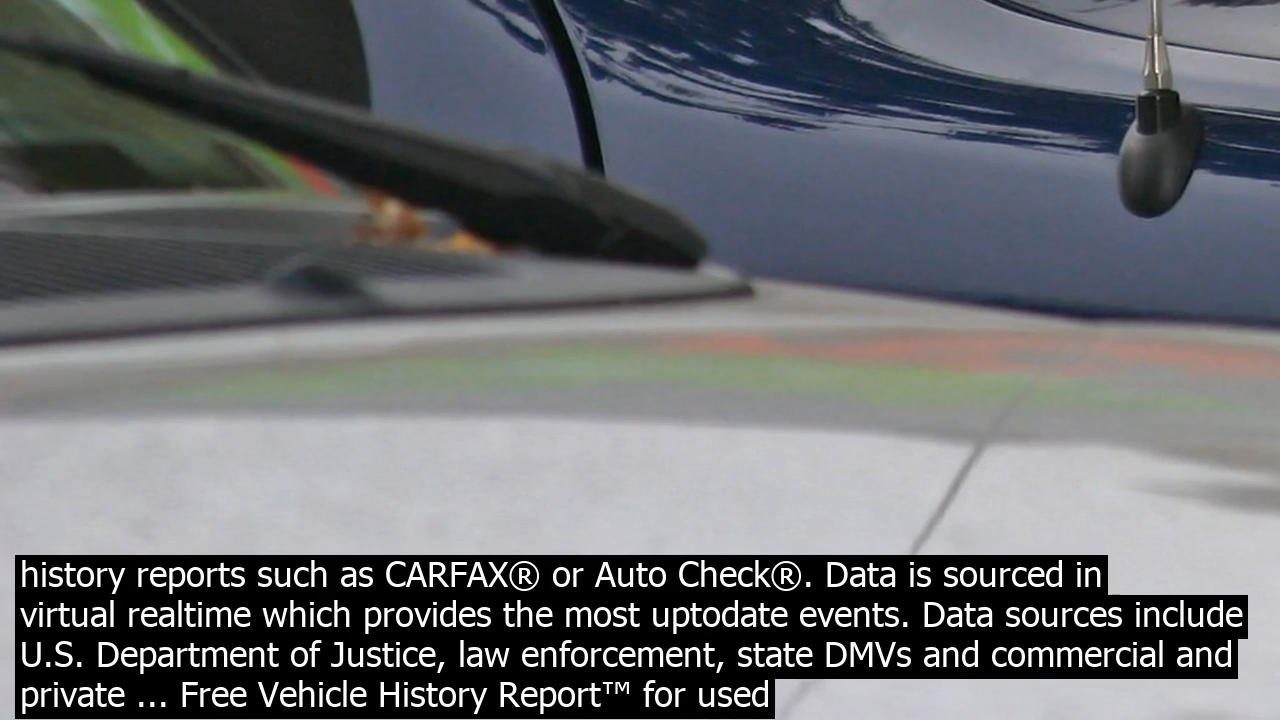 history reports such as CARFAX® or Auto Check®. Data is sourced in
virtual realtime which provides the most uptodate events. Data sources include
U.S. Department of Justice, law enforcement, state DMVs and commercial and
private ... Free Vehicle History Report™ for used